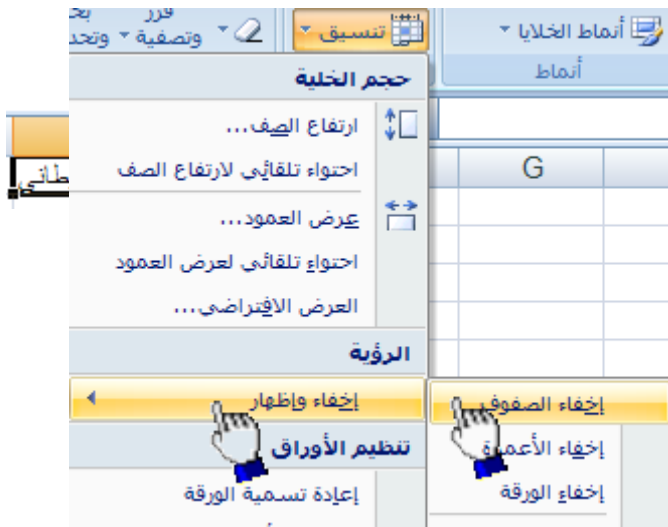 أنماط الخلايا
تنسيق
فرز
وتصفية
أنماط
حجم الخلية
ارتفاع الصف...
احتواء تلقائي لارتفاع الصف
عرض العمود...
احتواء تلقائي لعرض العمود
العرض الافتراضي...
الرؤية
إخفاء وإظهار
تنظيم الأوراق
إعادة تسمية الورقة
G
إخفاء الصفوف
إخفاء الأعمدة
إخفاء الورقة